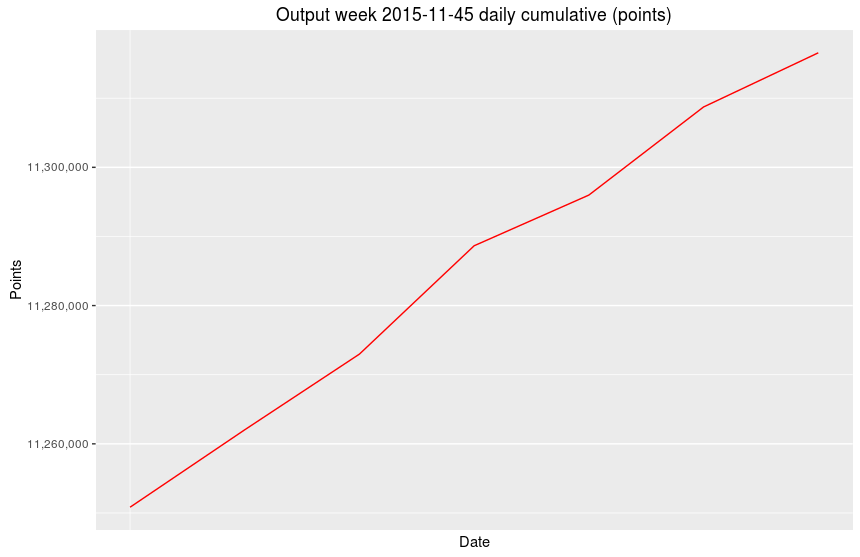 Output week 2015-11-45 daily cumulative (points)
11,300,000
11,280,000
11,260,000
Points
Date